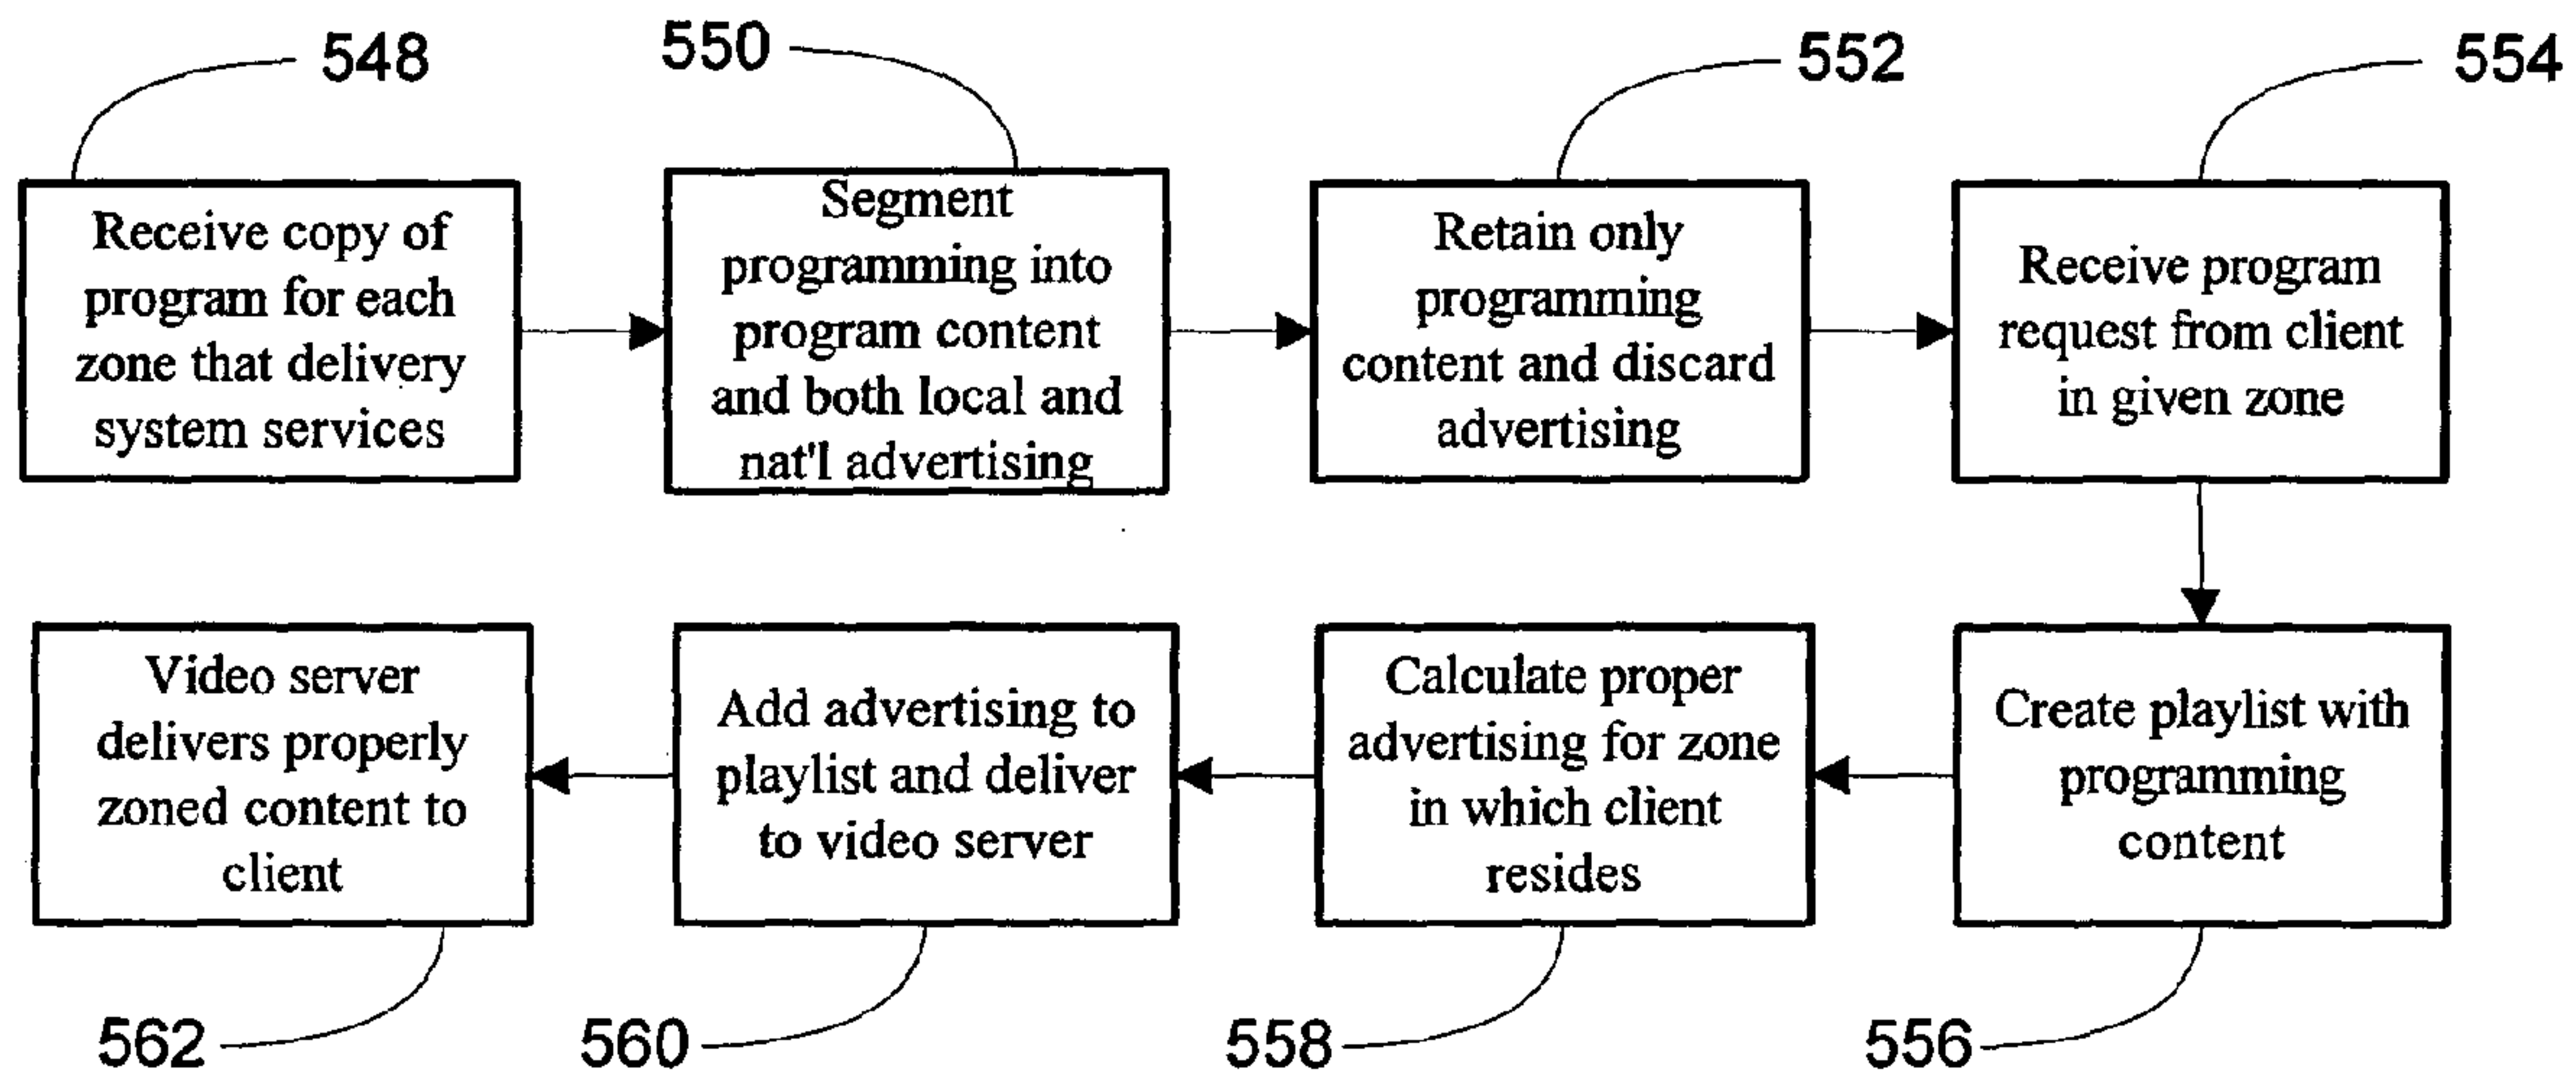 548
550
552
554
Receive copy of
program for each
zone that delivery
system services
Segment
programming into
program content
and both local and
nat'l advertising
Retain only
programming
content and discard
advertising
Receive program
request from client
in given zone
Video server
delivers properly
zoned content to
client
Add advertising to
playlist and deliver
to video server
Calculate proper
advertising for zone
in which client
resides
Create playlist with
programming
content
562
560
558
556